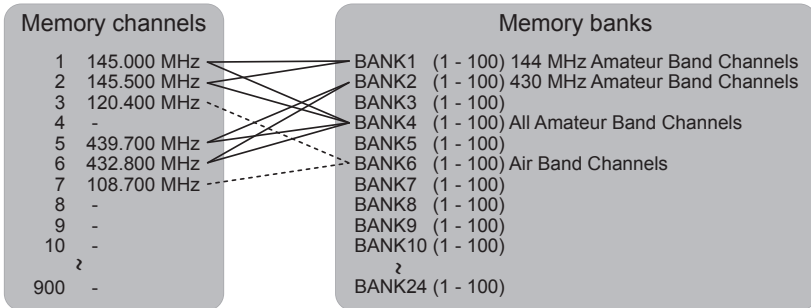 Memory channels
1 145.000 MHz
2 145.500 MHz
3 120.400 MHz
4 -
5 439.700 MHz
6 432.800 MHz
7 108.700 MHz
8 -
9 -
10 -
~
900 -
Memory banks
BANK1 (1 - 100) 144 MHz Amateur Band Channels
BANK2 (1 - 100) 430 MHz Amateur Band Channels
BANK3 (1 - 100)
BANK4 (1 - 100) All Amateur Band Channels
BANK5 (1 - 100)
BANK6 (1 - 100) Air Band Channels
BANK7 (1 - 100)
BANK8 (1 - 100)
BANK9 (1 - 100)
BANK10 (1 - 100)
~
BANK24 (1 - 100)